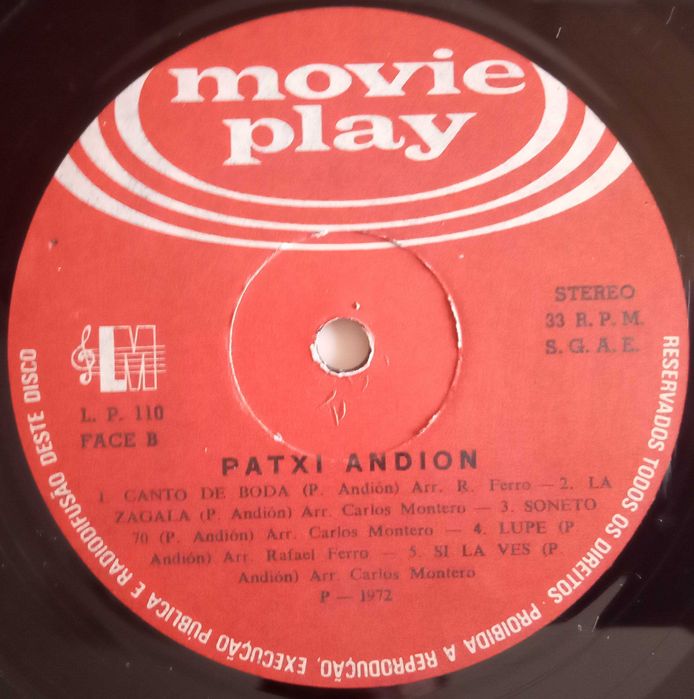 movie
play
STEREO
33 R. P. M.
S. G. A. E.
LM
L. P. 110
FACE B
PATXI ANDION
1. CANTO DE BODA (P. Andión) Arr. R. Ferro — 2. LA
ZAGALA (P. Andión) Arr. Carlos Montero — 3. SONETO
70 (P. Andión) Arr. Carlos Montero — 4. LUPE (P
Andión) Arr. Rafael Ferro — 5. SI LA VES (P.
Andión) Arr. Carlos Montero
P — 1972
RESERVADOS TODOS OS DIREITOS · PROIBIDA A REPRODUÇÃO, EXECUÇÃO PÚBLICA E RADIODIFUSÃO DESTE DISCO